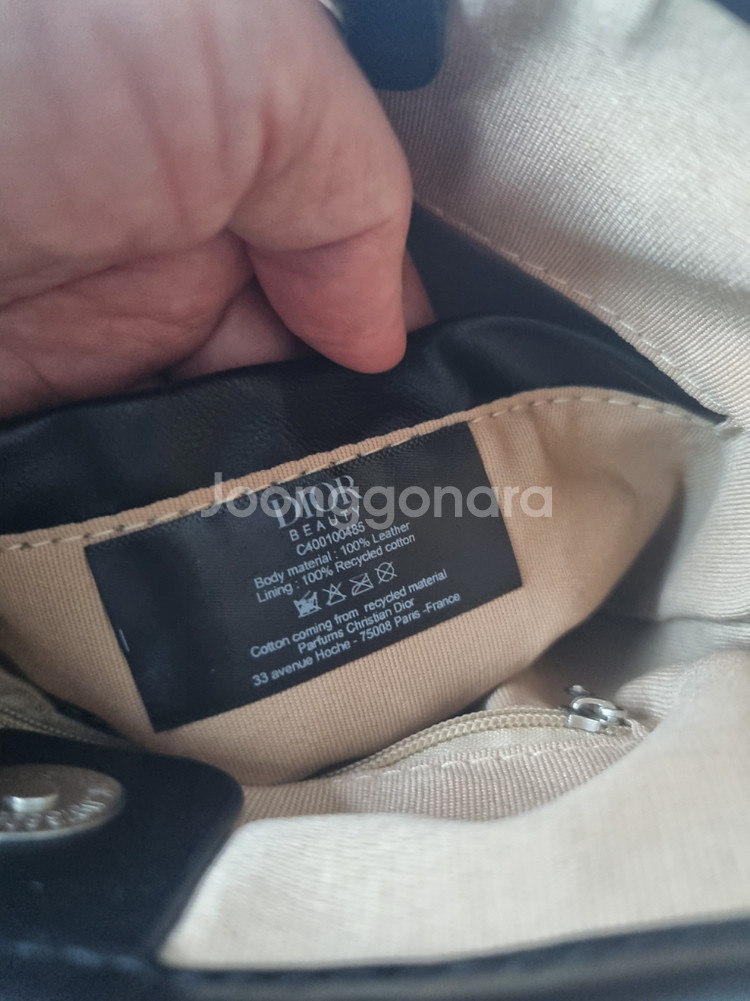 DIOR
BEAUTY
C400100485
Body material : 100% Leather
Lining : 100% Recycled cotton
Cotton coming from recycled material
Parfums Christian Dior
33 avenue Hoche - 75008 Paris -France
Joonggonara